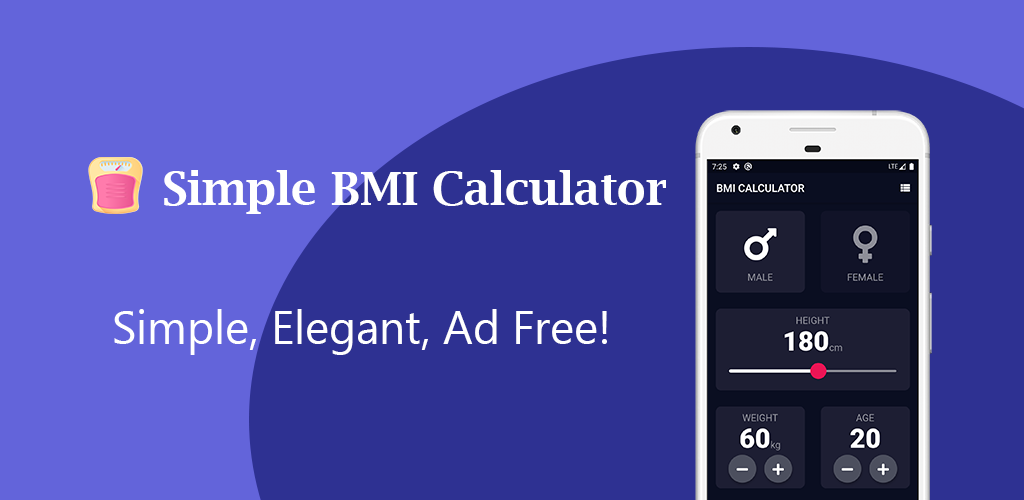 Simple BMI Calculator
Simple, Elegant, Ad Free!
7:25 LTE
BMI CALCULATOR
MALE FEMALE
HEIGHT
180cm
WEIGHT AGE
60kg 20
− + − +